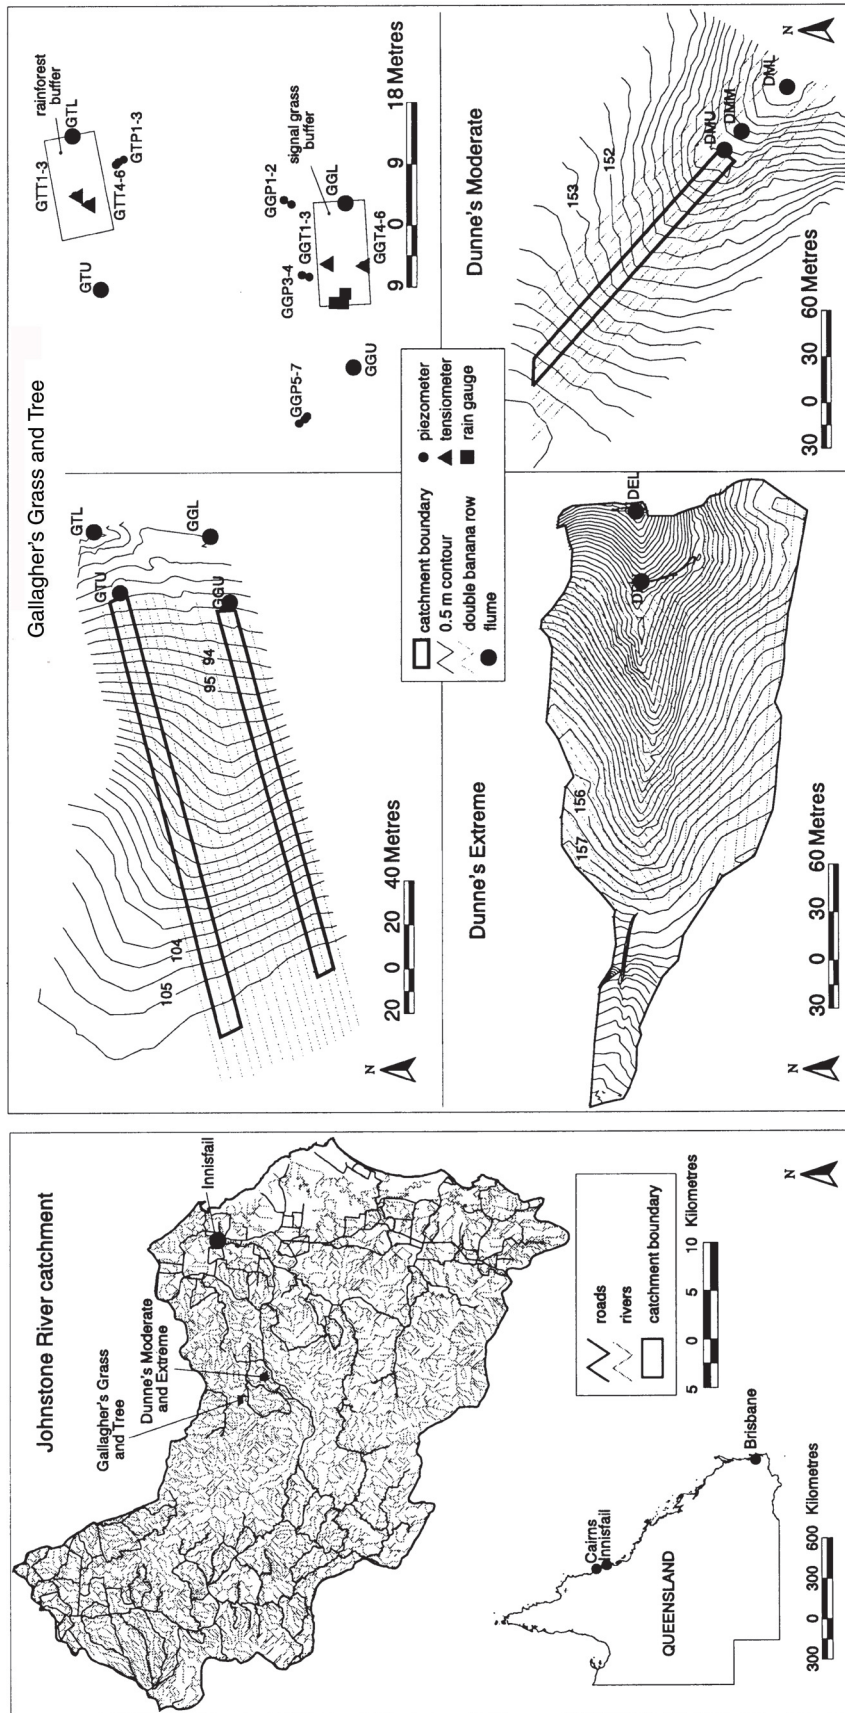 Johnstone River catchment
Innisfail
Gallagher's Grass
and Tree
Dunne's Moderate
and Extreme
roads
rivers
catchment boundary
5 0 5 10 Kilometres
N
Cairns
Innisfail
QUEENSLAND
Brisbane
300 0 300 600 Kilometres
Gallagher's Grass and Tree
GTL
GTU
GGL
GGU
94
95
104
105
20 0 20 40 Metres
N
rainforest
buffer
GTT1-3
GTL
GTP1-3
GTT4-6
GTU
signal grass
buffer
GGP1-2
GGT1-3
GGL
GGP3-4
GGT4-6
GGP5-7
GGU
9 0 9 18 Metres
catchment boundary
0.5 m contour
double banana row
flume
piezometer
tensiometer
rain gauge
Dunne's Extreme
DEL
156
157
30 0 30 60 Metres
N
Dunne's Moderate
152
153
DMU
DMM
DML
30 0 30 60 Metres
N